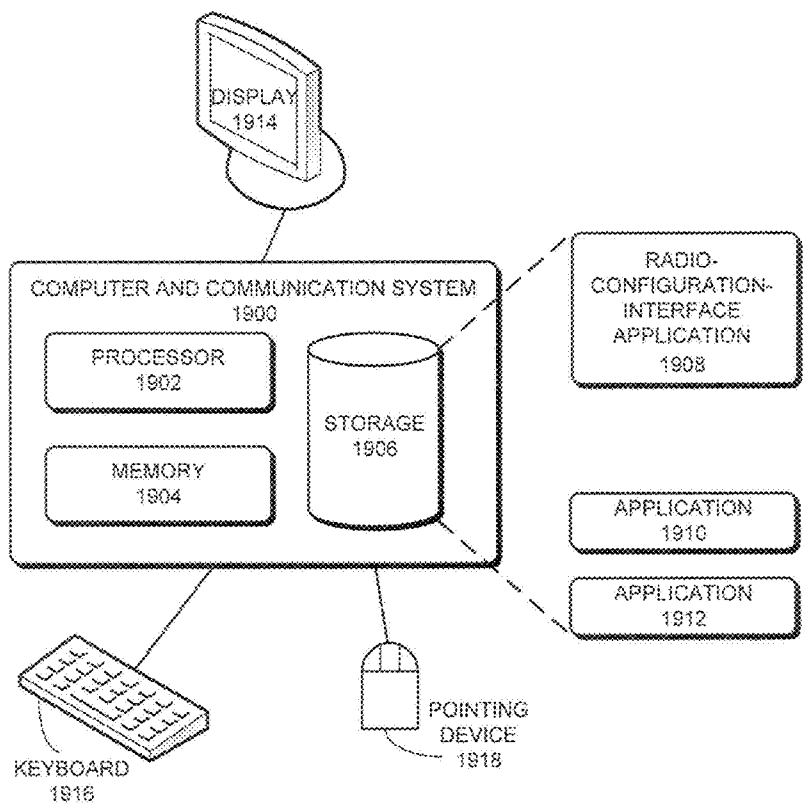 DISPLAY
1914
COMPUTER AND COMMUNICATION SYSTEM
1900
PROCESSOR
1902
MEMORY
1904
STORAGE
1906
RADIO-
CONFIGURATION-
INTERFACE
APPLICATION
1908
APPLICATION
1910
APPLICATION
1912
KEYBOARD
1916
POINTING
DEVICE
1918